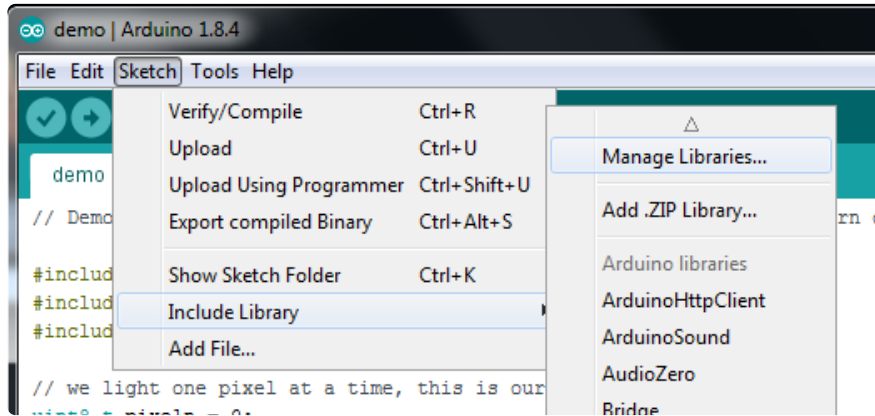 demo | Arduino 1.8.4
File Edit Sketch Tools Help
Verify/Compile Ctrl+R
Upload Ctrl+U
Upload Using Programmer Ctrl+Shift+U
Export compiled Binary Ctrl+Alt+S
Show Sketch Folder Ctrl+K
Include Library
Add File...
Manage Libraries...
Add .ZIP Library...
Arduino libraries
ArduinoHttpClient
ArduinoSound
AudioZero
Bridge
demo
// Demo
#includ
#includ
#includ
// we light one pixel at a time, this is our
uint8_t pixeln = 0;